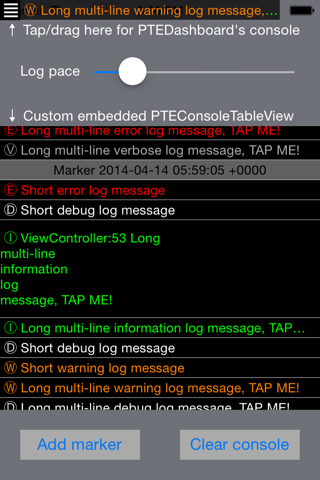 Ⓦ Long multi-line warning log message,...
↑ Tap/drag here for PTEDashboard's console
Log pace
↓ Custom embedded PTEConsoleTableView
Ⓔ Long multi-line error log message, TAP ME!
Ⓥ Long multi-line verbose log message, TAP ME!
Marker 2014-04-14 05:59:05 +0000
Ⓔ Short error log message
Ⓓ Short debug log message
Ⓘ ViewController:53 Long
multi-line
information
log
message, TAP ME!
Ⓘ Long multi-line information log message, TAP...
Ⓓ Short debug log message
Ⓦ Short warning log message
Ⓦ Long multi-line warning log message, TAP ME!
Ⓓ Long multi-line debug log message, TAP ME!
Add marker
Clear console